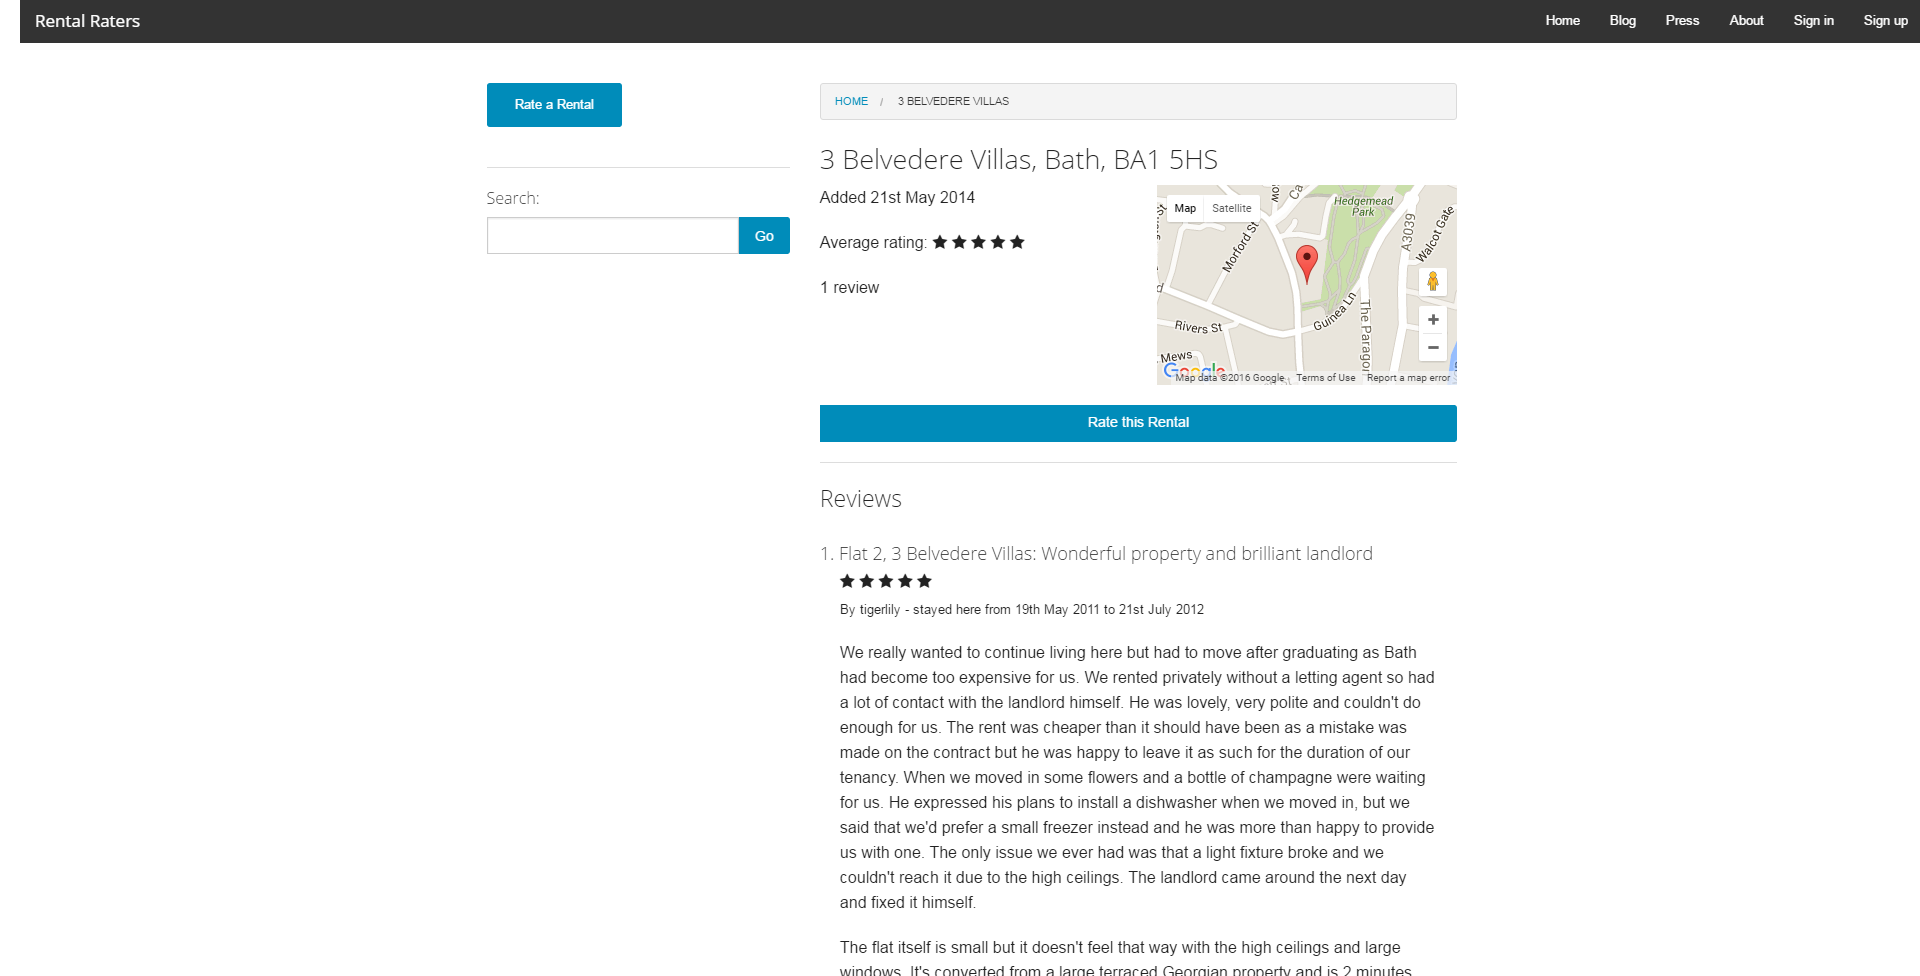 Rental Raters
Home Blog Press About Sign in Sign up
Rate a Rental
Search:
Go
HOME / 3 BELVEDERE VILLAS
3 Belvedere Villas, Bath, BA1 5HS
Added 21st May 2014
Average rating: ★ ★ ★ ★ ★
1 review
Map Satellite
Hedgemead
Park
Ca
Morford St
A3039
Walcot Gate
Guinea Ln
The Paragon
Rivers St
Mews
Google
Map data ©2016 Google Terms of Use Report a map error
Rate this Rental
Reviews
1. Flat 2, 3 Belvedere Villas: Wonderful property and brilliant landlord
★ ★ ★ ★ ★
By tigerlily - stayed here from 19th May 2011 to 21st July 2012
We really wanted to continue living here but had to move after graduating as Bath
had become too expensive for us. We rented privately without a letting agent so had
a lot of contact with the landlord himself. He was lovely, very polite and couldn't do
enough for us. The rent was cheaper than it should have been as a mistake was
made on the contract but he was happy to leave it as such for the duration of our
tenancy. When we moved in some flowers and a bottle of champagne were waiting
for us. He expressed his plans to install a dishwasher when we moved in, but we
said that we'd prefer a small freezer instead and he was more than happy to provide
us with one. The only issue we ever had was that a light fixture broke and we
couldn't reach it due to the high ceilings. The landlord came around the next day
and fixed it himself.
The flat itself is small but it doesn't feel that way with the high ceilings and large
windows. It's converted from a large terraced Georgian property and is 2 minutes